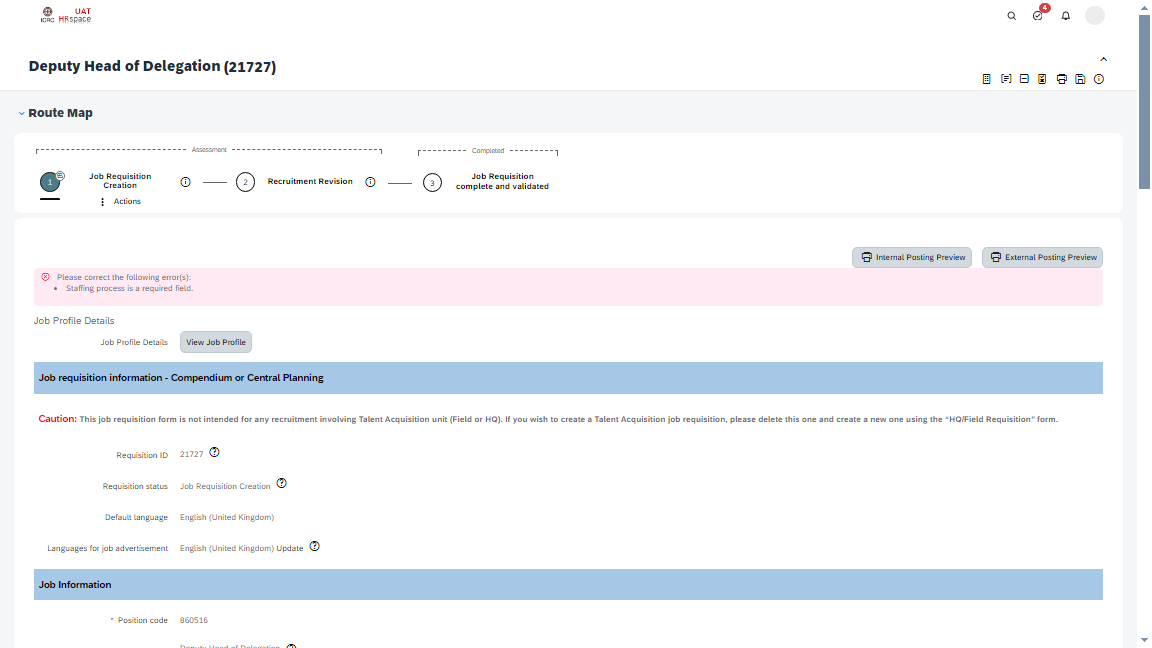 UAT
ICRC HRspace
4
Deputy Head of Delegation (21727)
Route Map
Assessment
Completed
1
Job Requisition
Creation
2
Recruitment Revision
3
Job Requisition
complete and validated
Actions
Internal Posting Preview
External Posting Preview
Please correct the following error(s):
Staffing process is a required field.
Job Profile Details
Job Profile Details
View Job Profile
Job requisition information - Compendium or Central Planning
Caution: This job requisition form is not intended for any recruitment involving Talent Acquisition unit (Field or HQ). If you wish to create a Talent Acquisition job requisition, please delete this one and create a new one using the “HQ/Field Requisition” form.
Requisition ID 21727
Requisition status Job Requisition Creation
Default language English (United Kingdom)
Languages for job advertisement English (United Kingdom) Update
Job Information
* Position code 860516
Deputy Head of Delegation